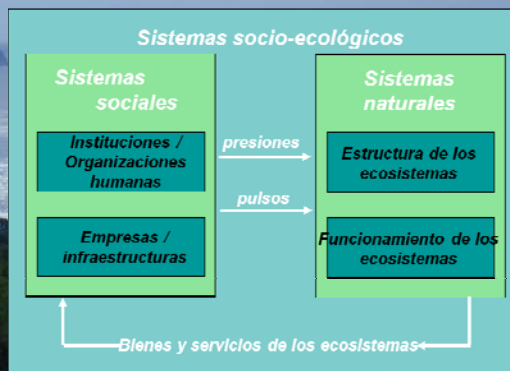 Sistemas socio-ecológicos
Sistemas
sociales
Instituciones /
Organizaciones
humanas
Empresas /
infraestructuras
presiones
pulsos
Sistemas
naturales
Estructura de los
ecosistemas
Funcionamiento de los
ecosistemas
Bienes y servicios de los ecosistemas